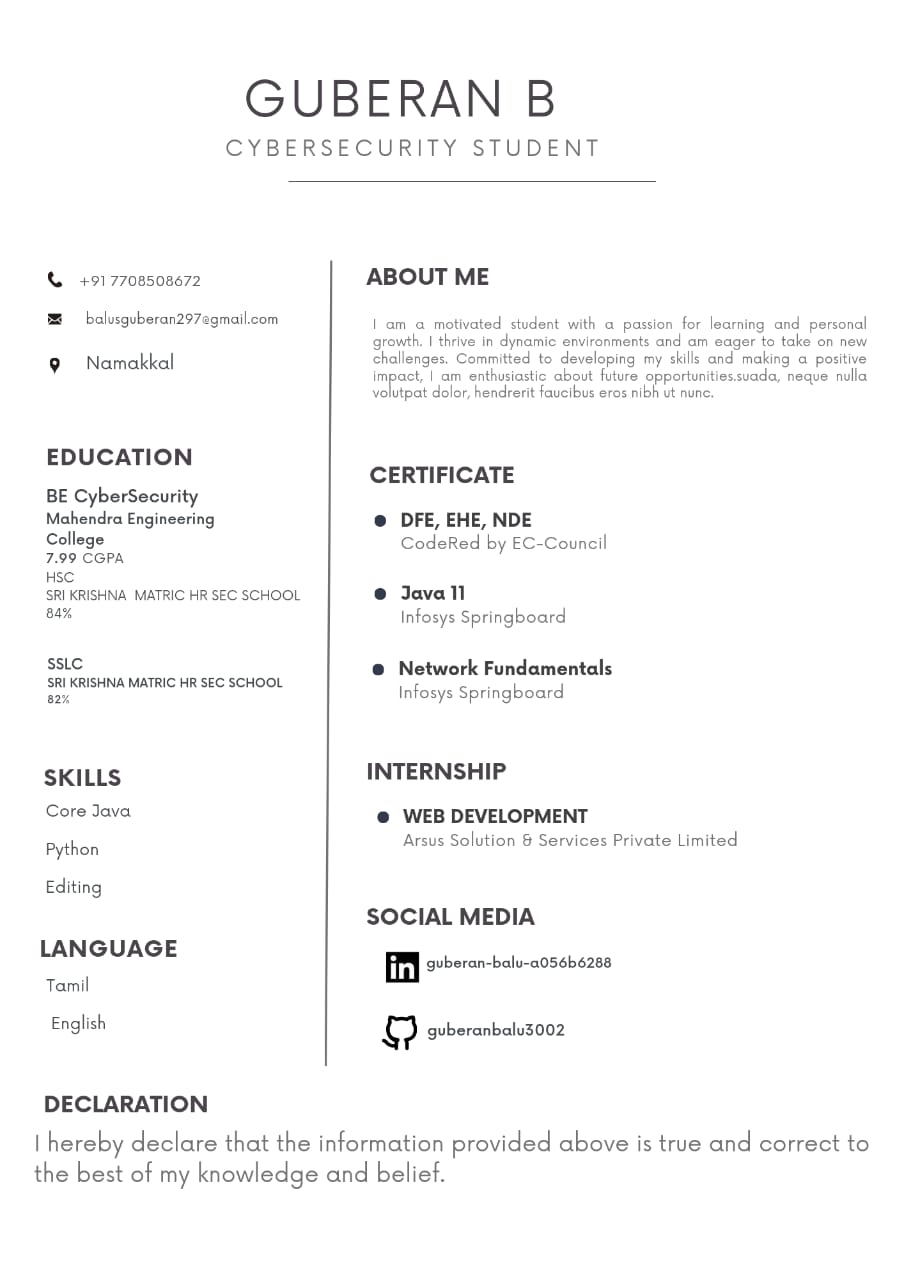 GUBERAN B
CYBERSECURITY STUDENT
+91 7708508672
balusguberan297@gmail.com
Namakkal
EDUCATION
BE CyberSecurity
Mahendra Engineering
College
7.99 CGPA
HSC
SRI KRISHNA MATRIC HR SEC SCHOOL
84%
SSLC
SRI KRISHNA MATRIC HR SEC SCHOOL
82%
SKILLS
Core Java
Python
Editing
LANGUAGE
Tamil
English
ABOUT ME
I am a motivated student with a passion for learning and personal
growth. I thrive in dynamic environments and am eager to take on new
challenges. Committed to developing my skills and making a positive
impact, I am enthusiastic about future opportunities.suada, neque nulla
volutpat dolor, hendrerit faucibus eros nibh ut nunc.
CERTIFICATE
DFE, EHE, NDE
CodeRed by EC-Council
Java 11
Infosys Springboard
Network Fundamentals
Infosys Springboard
INTERNSHIP
WEB DEVELOPMENT
Arsus Solution & Services Private Limited
SOCIAL MEDIA
in guberan-balu-a056b6288
guberanbalu3002
DECLARATION
I hereby declare that the information provided above is true and correct to
the best of my knowledge and belief.